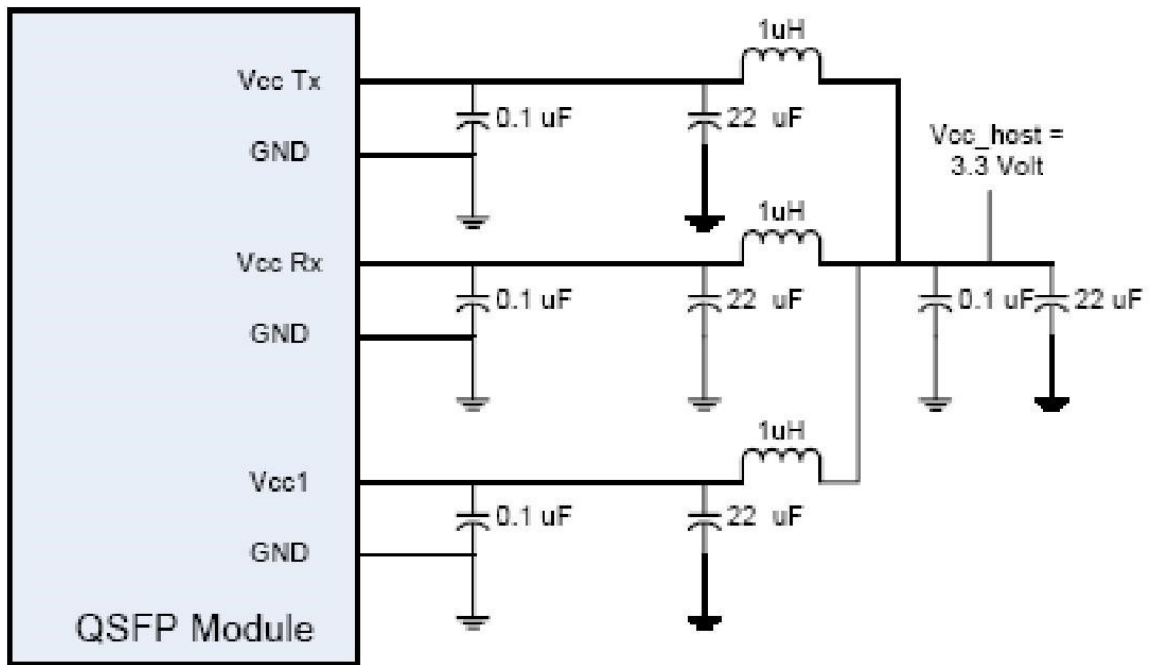 1uH
Vcc Tx
0.1 uF
22 uF
GND
Vcc_host =
3.3 Volt
1uH
Vcc Rx
0.1 uF
22 uF
0.1 uF
22 uF
GND
1uH
Vcc1
0.1 uF
22 uF
GND
QSFP Module